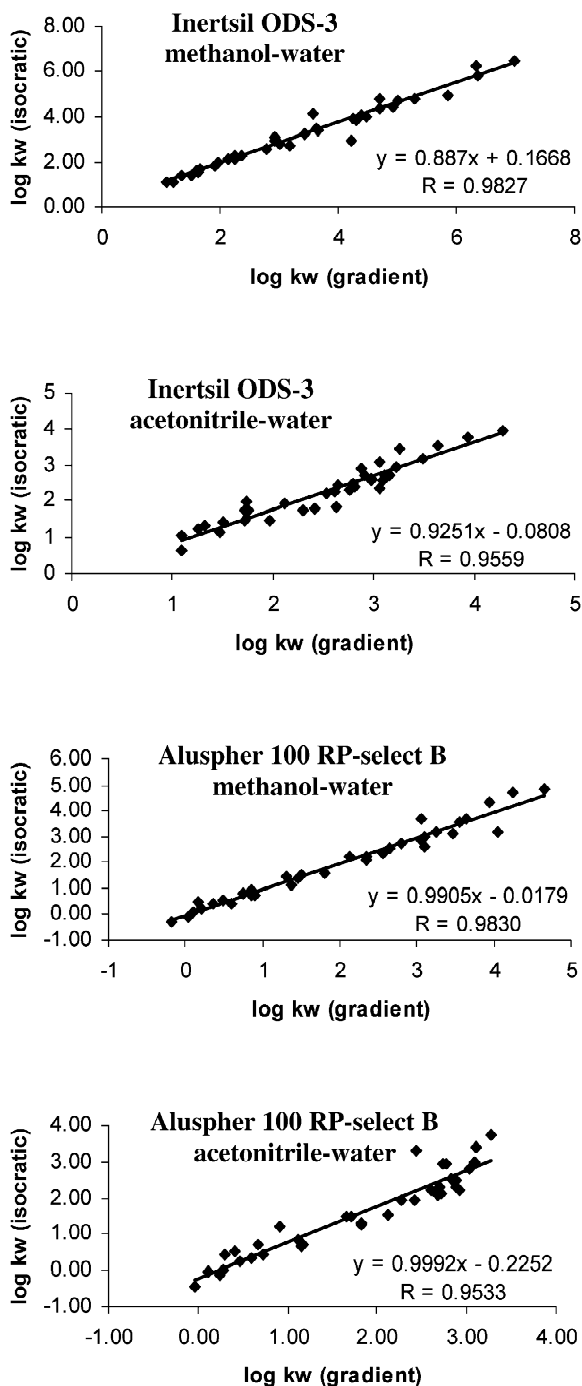 Inertsil ODS-3
methanol-water
8.00
6.00
4.00
2.00
0.00
log kw (isocratic)
y = 0.887x + 0.1668
R = 0.9827
0 2 4 6 8
log kw (gradient)
Inertsil ODS-3
acetonitrile-water
5
4
3
2
1
0
log kw (isocratic)
y = 0.9251x - 0.0808
R = 0.9559
0 1 2 3 4 5
log kw (gradient)
Aluspher 100 RP-select B
methanol-water
6.00
5.00
4.00
3.00
2.00
1.00
0.00
-1.00
log kw (isocratic)
y = 0.9905x - 0.0179
R = 0.9830
-1 0 1 2 3 4 5
log kw (gradient)
Aluspher 100 RP-select B
acetonitrile-water
4.00
3.00
2.00
1.00
0.00
-1.00
log kw (isocratic)
y = 0.9992x - 0.2252
R = 0.9533
-1.00 0.00 1.00 2.00 3.00 4.00
log kw (gradient)